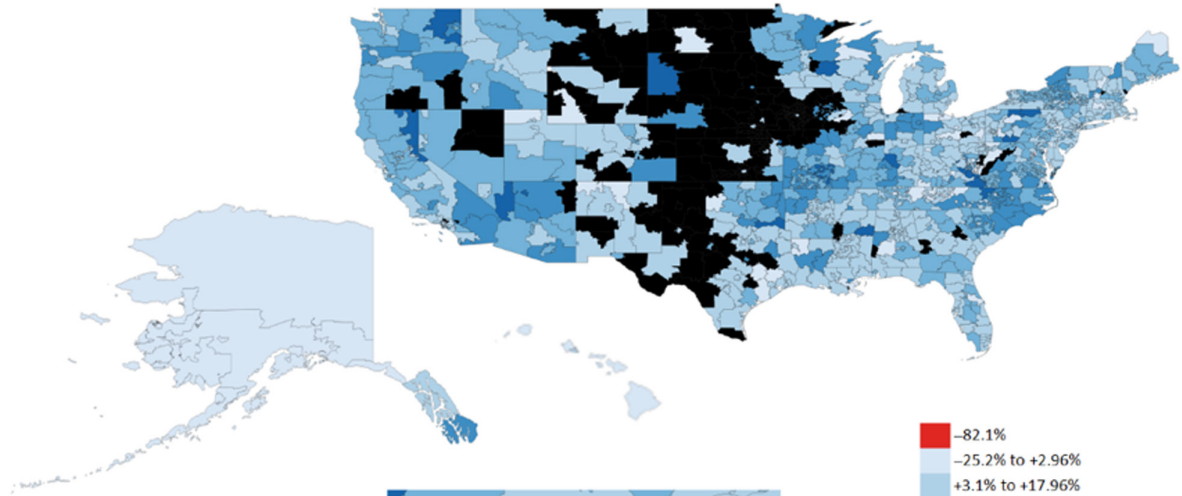 –82.1%
–25.2% to +2.96%
+3.1% to +17.96%